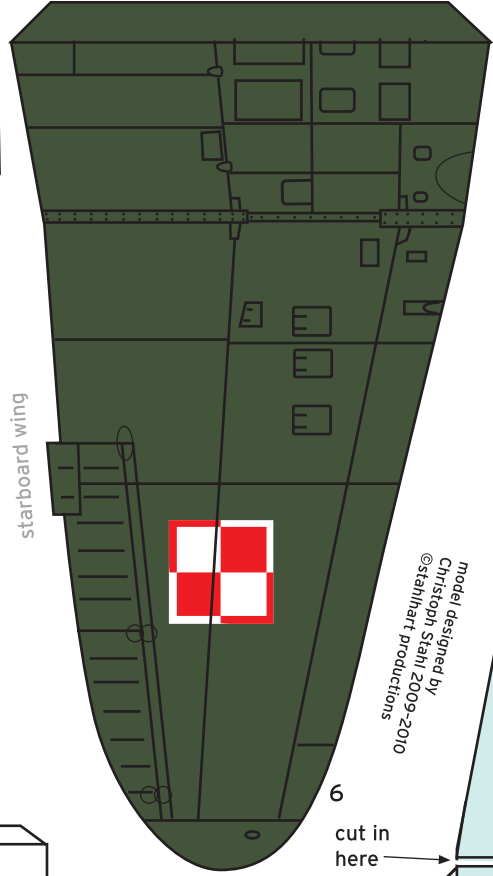 starboard wing
model designed by
Christoph Stahl 2009-2010
©stahlhart productions
6
cut in
here